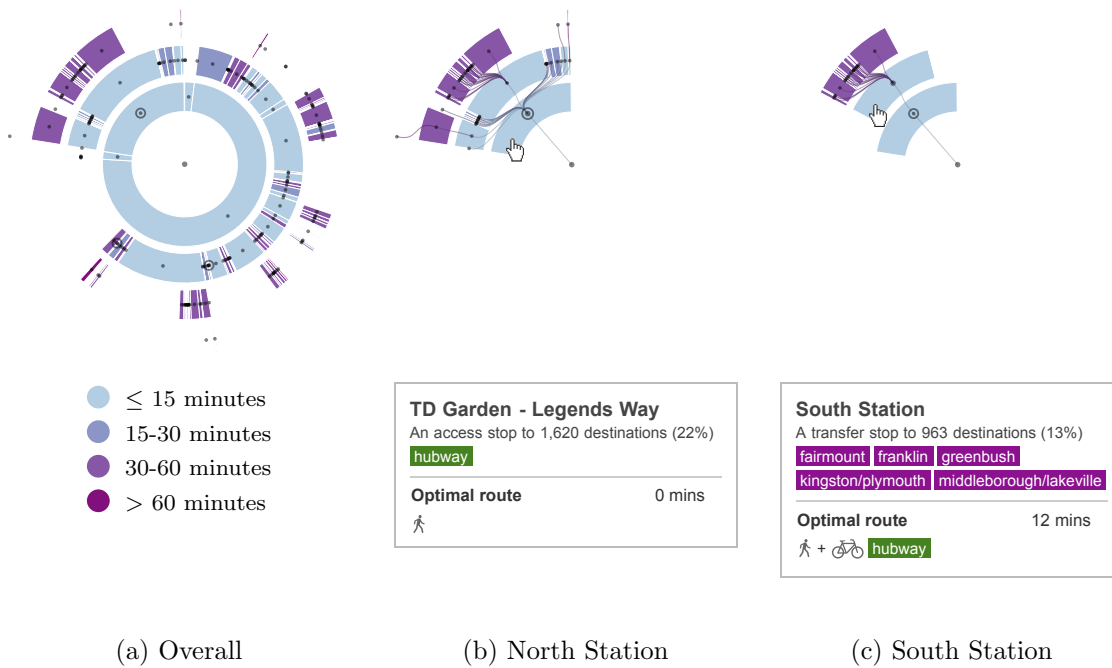 ≤ 15 minutes
15-30 minutes
30-60 minutes
> 60 minutes
TD Garden - Legends Way
An access stop to 1,620 destinations (22%)
hubway
Optimal route 0 mins
South Station
A transfer stop to 963 destinations (13%)
fairmount franklin greenbush
kingston/plymouth middleborough/lakeville
Optimal route 12 mins
+ hubway
(a) Overall
(b) North Station
(c) South Station